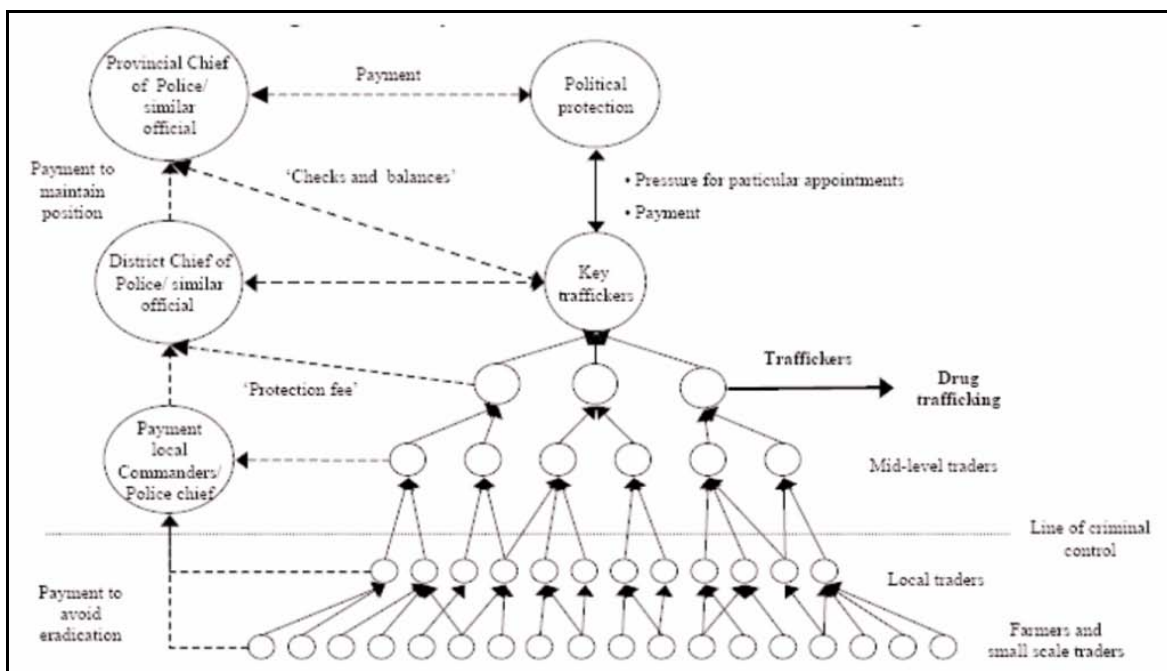 Provincial Chief
of Police/
similar
official
Payment
Political
protection
Payment to
maintain
position
'Checks and balances'
• Pressure for particular appointments
• Payment
District Chief of
Police/ similar
official
Key
traffickers
'Protection fee'
Traffickers
Drug
trafficking
Payment
local
Commanders/
Police chief
Mid-level traders
Line of criminal
control
Local traders
Payment to
avoid
eradication
Farmers and
small scale traders